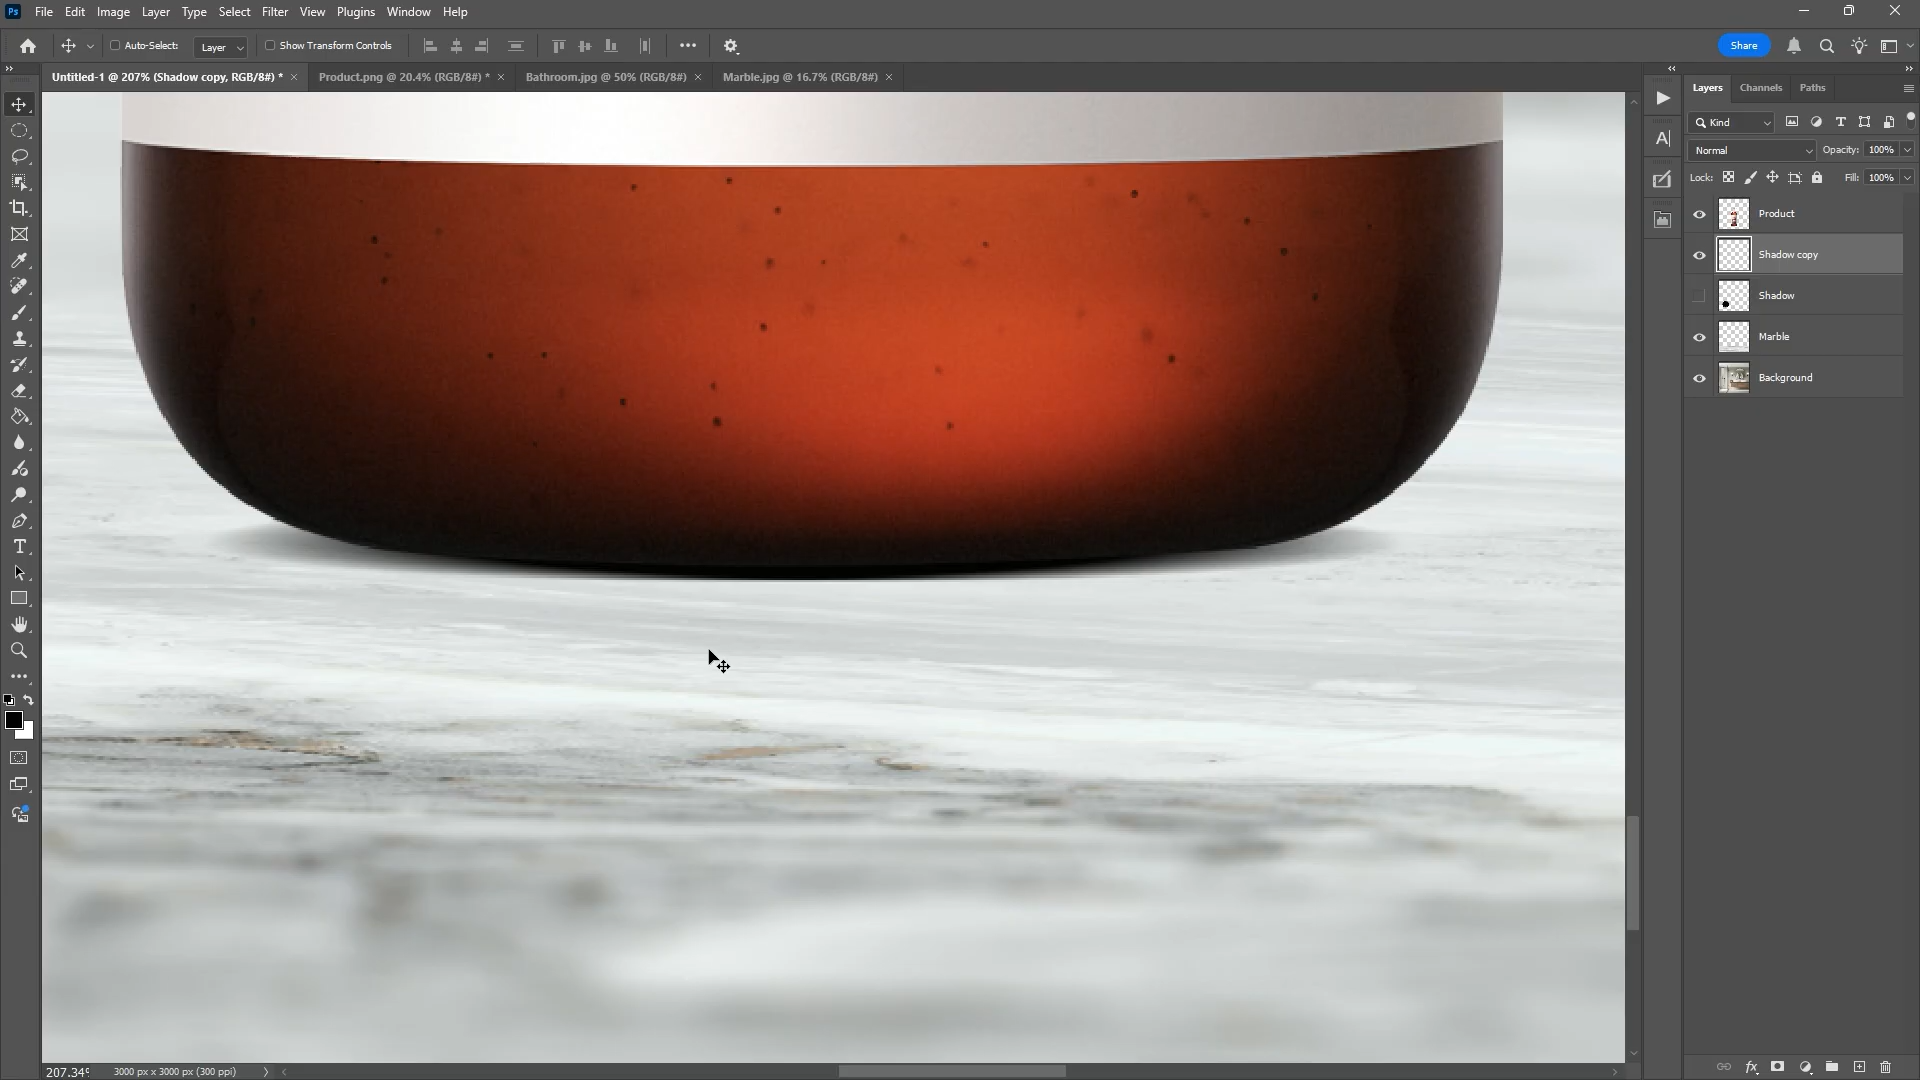 Ps File Edit Image Layer Type Select Filter View Plugins Window Help
Auto-Select: Layer Show Transform Controls Share
Untitled-1 @ 207% (Shadow copy, RGB/8#) * Product.png @ 20.4% (RGB/8#) * Bathroom.jpg @ 50% (RGB/8#) Marble.jpg @ 16.7% (RGB/8#)
Layers Channels Paths
Kind
Normal Opacity: 100%
Lock: Fill: 100%
Product
Shadow copy
Shadow
Marble
Background
207.34% 3000 px x 3000 px (300 ppi)